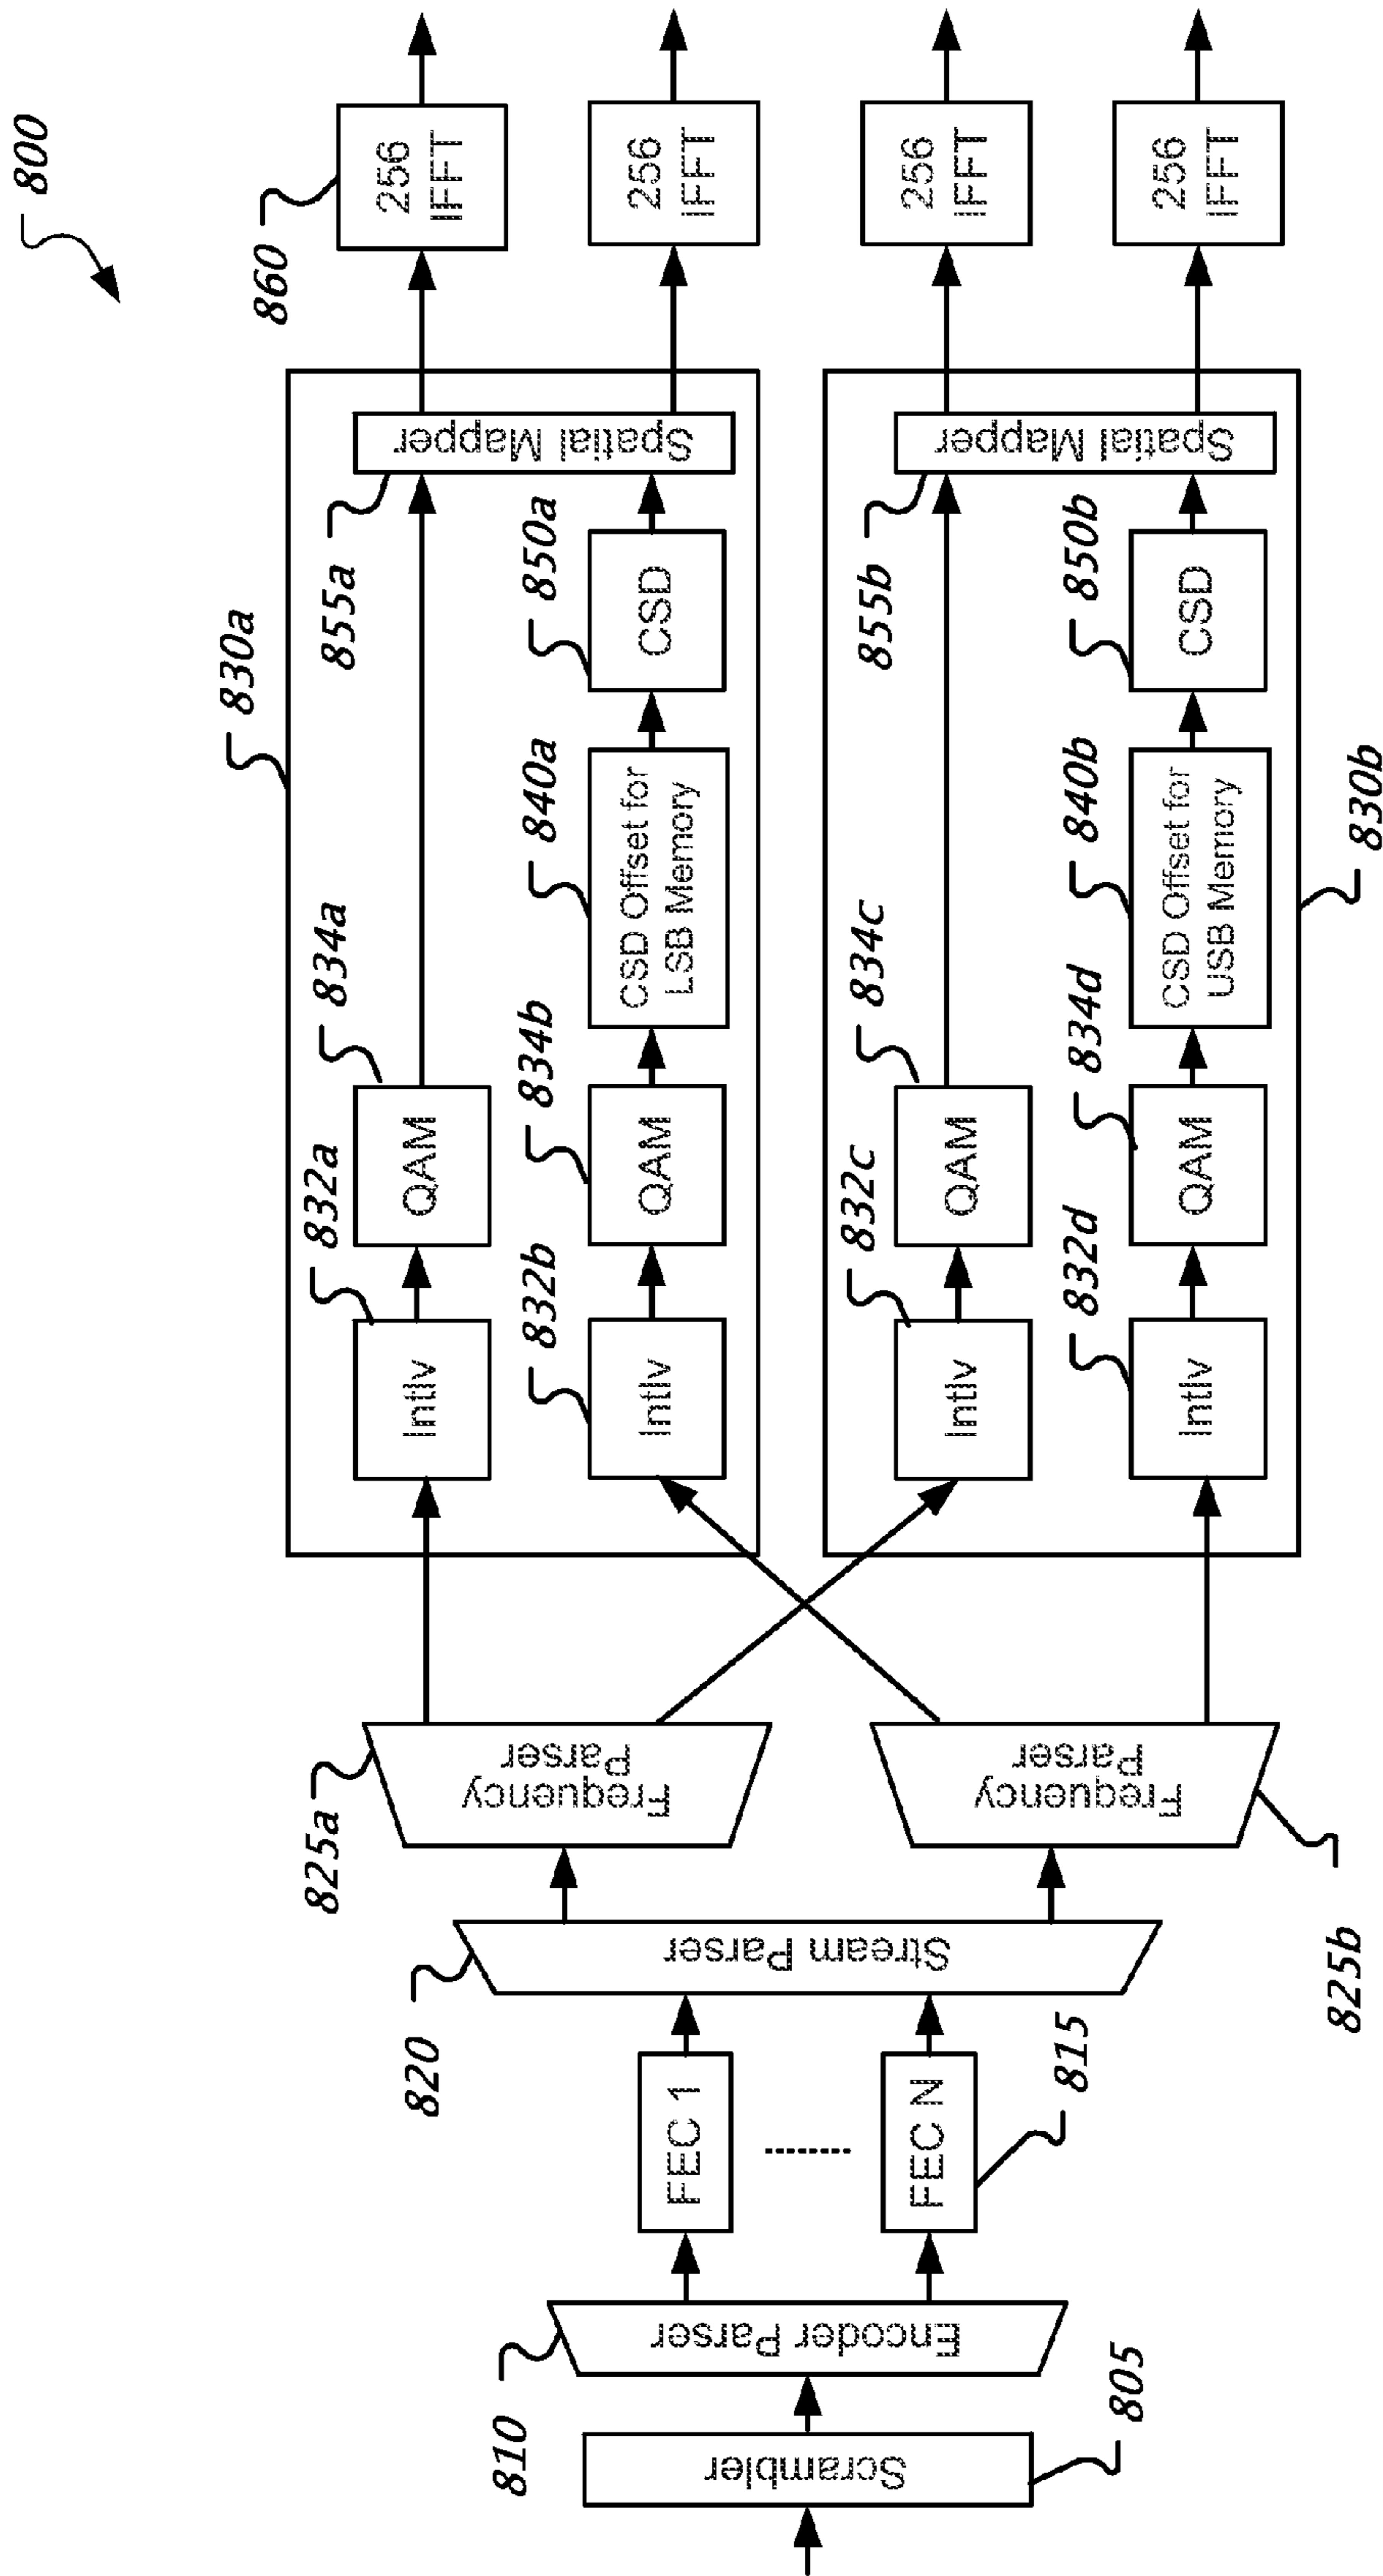 800
Scrambler
805
Encoder Parser
810
FEC 1
FEC N
815
Stream Parser
820
Frequency
Parser
825a
Frequency
Parser
825b
830a
Intlv
832a
QAM
834a
Spatial Mapper
855a
Intlv
832b
QAM
834b
CSD Offset for
LSB Memory
840a
CSD
850a
256
IFFT
860
256
IFFT
830b
Intlv
832c
QAM
834c
Spatial Mapper
855b
Intlv
832d
QAM
834d
CSD Offset for
USB Memory
840b
CSD
850b
256
IFFT
256
IFFT